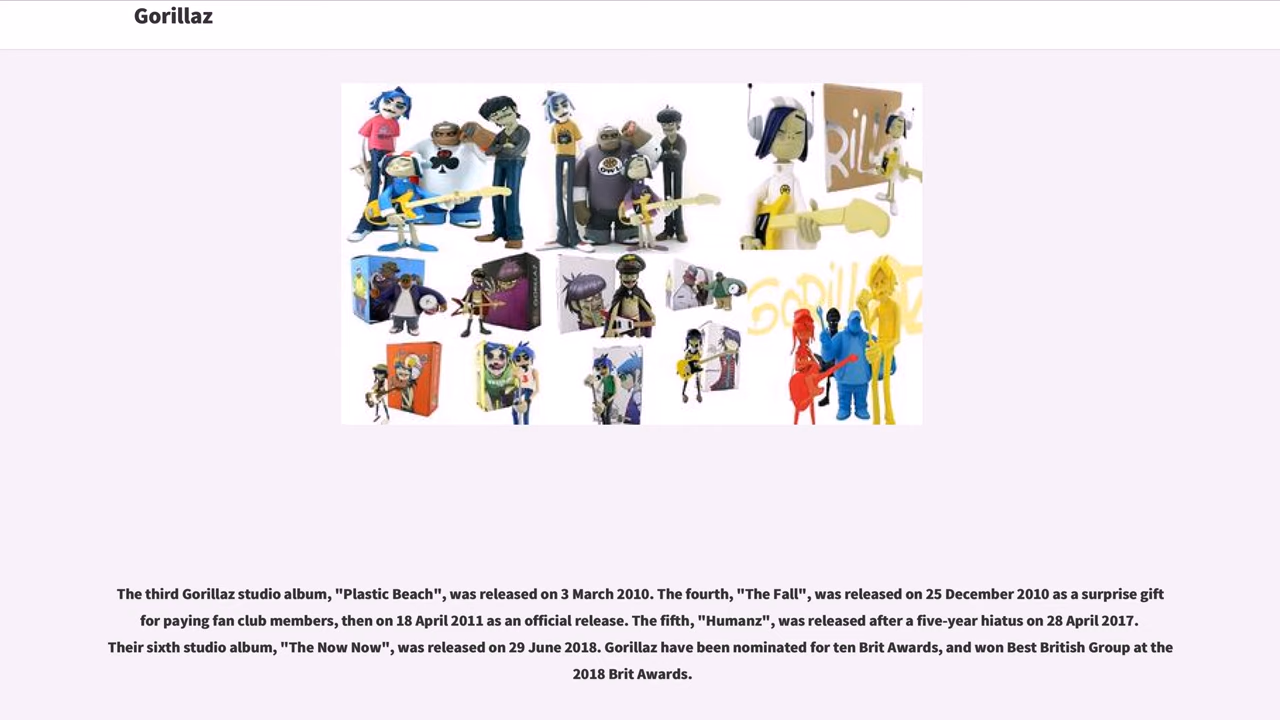 Gorillaz
The third Gorillaz studio album, "Plastic Beach", was released on 3 March 2010. The fourth, "The Fall", was released on 25 December 2010 as a surprise gift
for paying fan club members, then on 18 April 2011 as an official release. The fifth, "Humanz", was released after a five-year hiatus on 28 April 2017.
Their sixth studio album, "The Now Now", was released on 29 June 2018. Gorillaz have been nominated for ten Brit Awards, and won Best British Group at the
2018 Brit Awards.